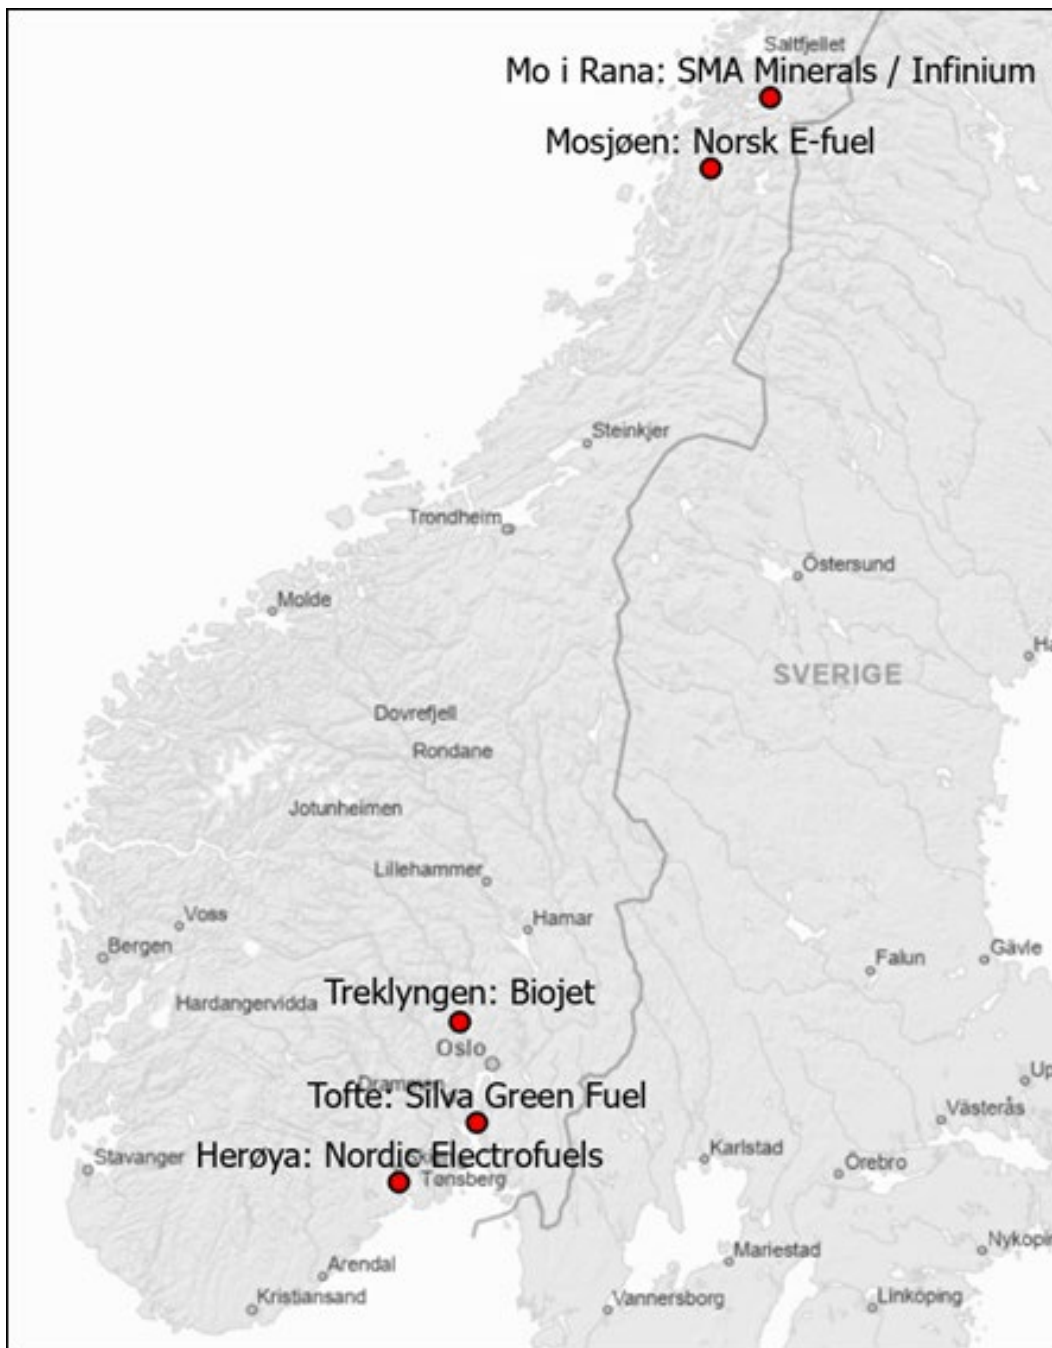 Saltfjellet
Mo i Rana: SMA Minerals / Infinium
Mosjøen: Norsk E-fuel
Steinkjer
Trondheim
Östersund
Molde
SVERIGE
Dovrefjell
Rondane
Jotunheimen
Lillehammer
Hamar
Voss
Bergen
Gävle
Falun
Treklyngen: Biojet
Hardangervidda
Oslo
Drammen
Tofte: Silva Green Fuel
Västerås
Herøya: Nordic Electrofuels
Stavanger
Karlstad
Örebro
Tønsberg
Mariestad
Arendal
Kristiansand
Vannersborg
Linköping